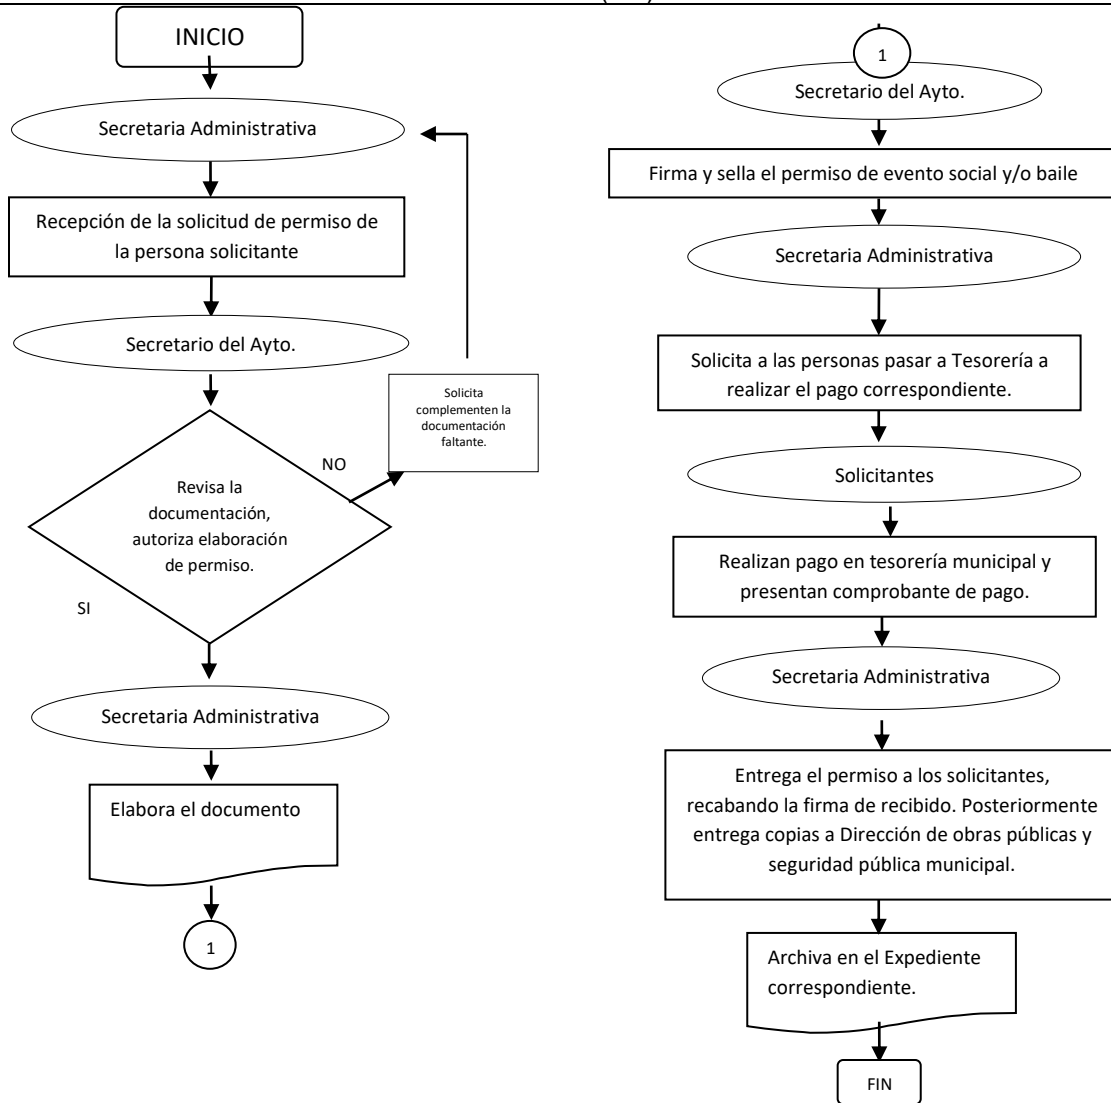 INICIO
Secretaria Administrativa
Recepción de la solicitud de permiso de
la persona solicitante
Secretario del Ayto.
Solicita
complementen la
documentación
faltante.
NO
Revisa la
documentación,
autoriza elaboración
de permiso.
SI
Secretaria Administrativa
Elabora el documento
1
1
Secretario del Ayto.
Firma y sella el permiso de evento social y/o baile
Secretaria Administrativa
Solicita a las personas pasar a Tesorería a
realizar el pago correspondiente.
Solicitantes
Realizan pago en tesorería municipal y
presentan comprobante de pago.
Secretaria Administrativa
Entrega el permiso a los solicitantes,
recabando la firma de recibido. Posteriormente
entrega copias a Dirección de obras públicas y
seguridad pública municipal.
Archiva en el Expediente
correspondiente.
FIN